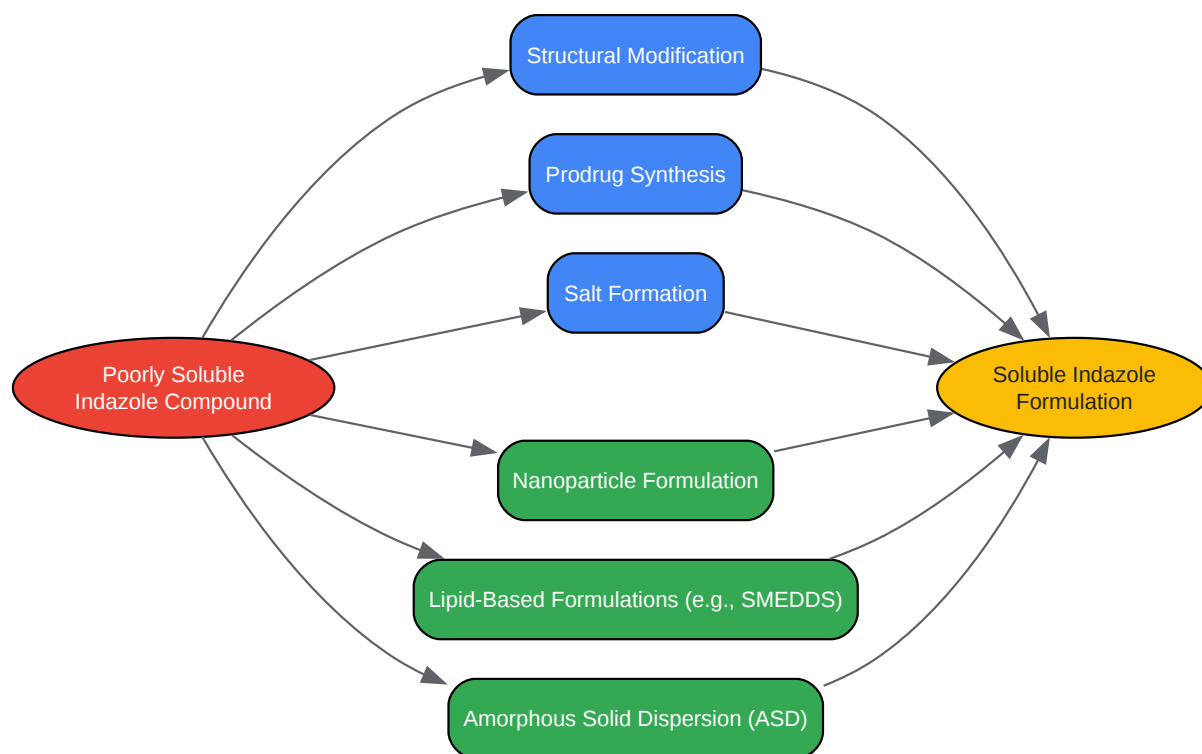 Structural Modification
Prodrug Synthesis
Salt Formation
Poorly Soluble
Indazole Compound
Soluble Indazole
Formulation
Nanoparticle Formulation
Lipid-Based Formulations (e.g., SMEDDS)
Amorphous Solid Dispersion (ASD)